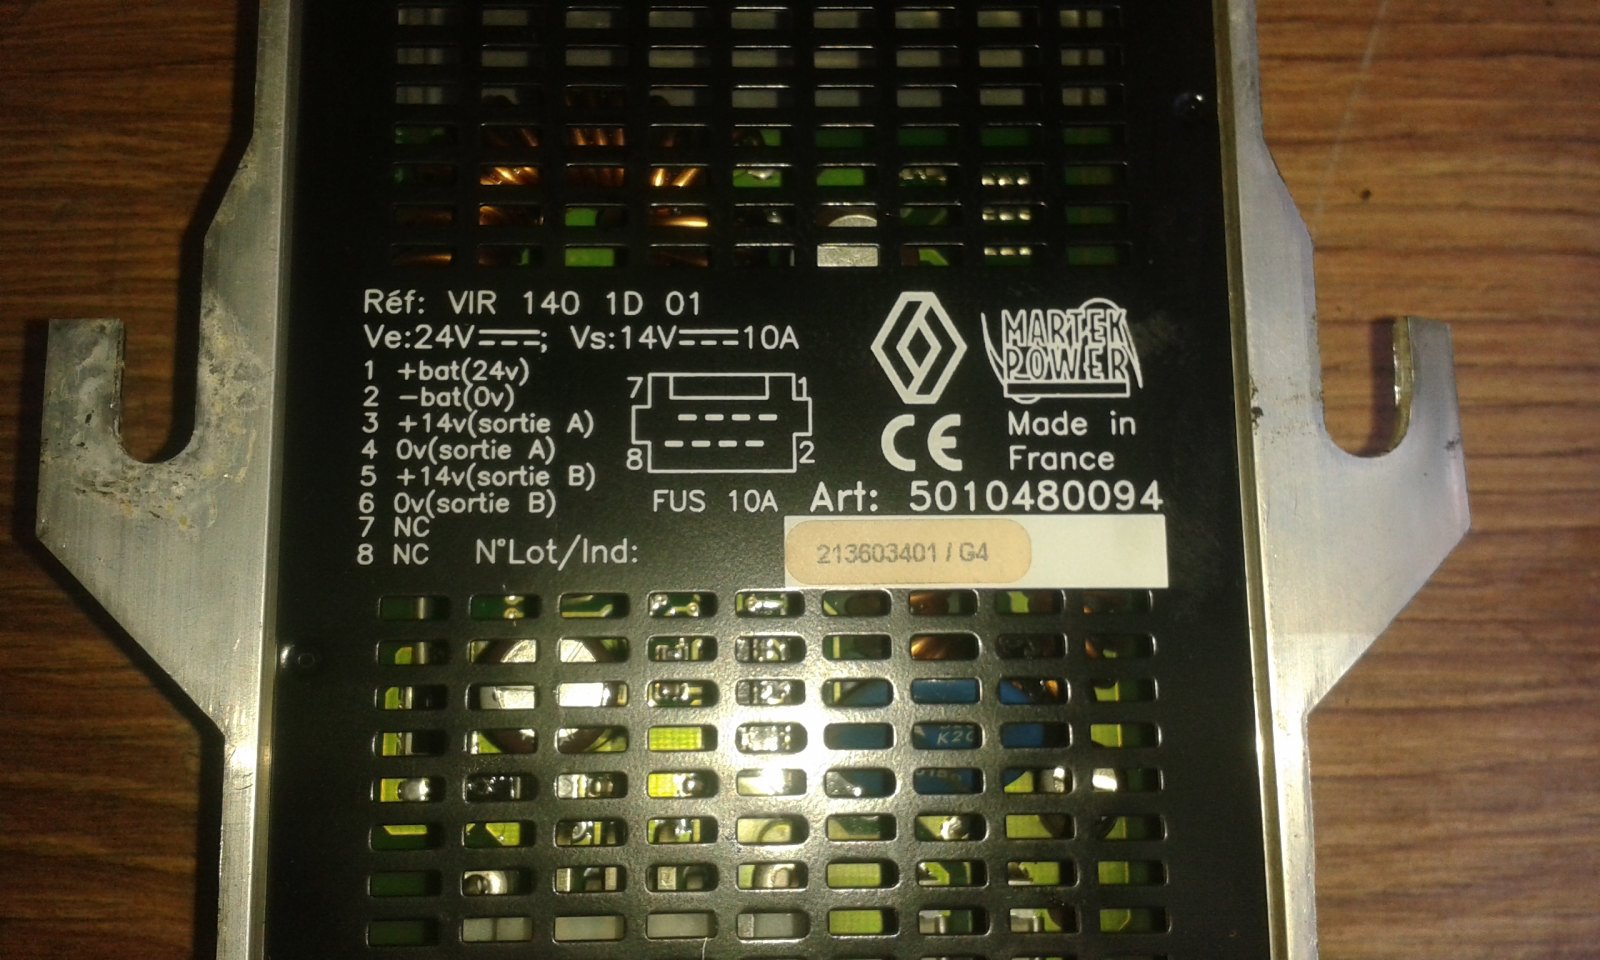 Réf: VIR 140 1D 01
Ve:24V⎓; Vs:14V⎓10A
1 +bat(24v)
2 -bat(0v)
3 +14v(sortie A)
4 0v(sortie A)
5 +14v(sortie B)
6 0v(sortie B)
7 NC
8 NC
7 1
8 2
FUS 10A
MARTEK
POWER
CE
Made in
France
Art: 5010480094
N°Lot/Ind:
213603401 / G4